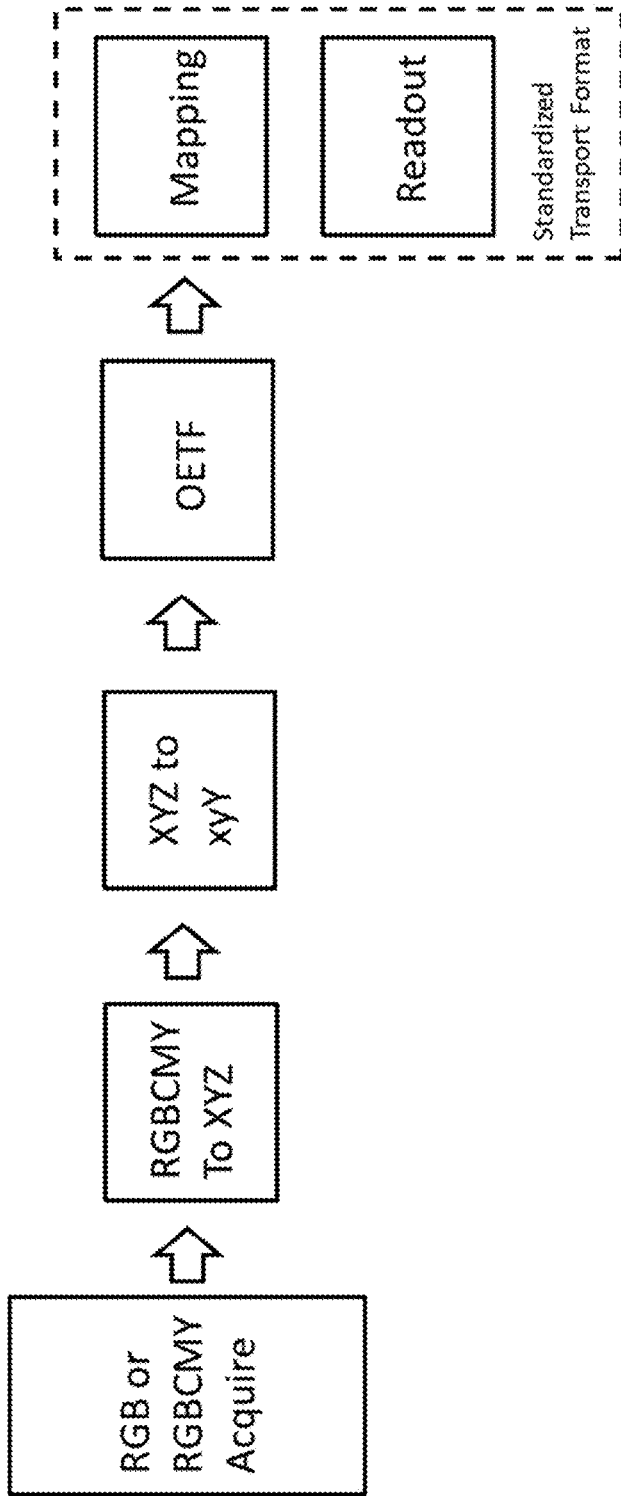 RGB or
RGBCMY
Acquire
RGBCMY
To XYZ
XYZ to
xyY
OETF
Mapping
Readout
Standardized
Transport Format